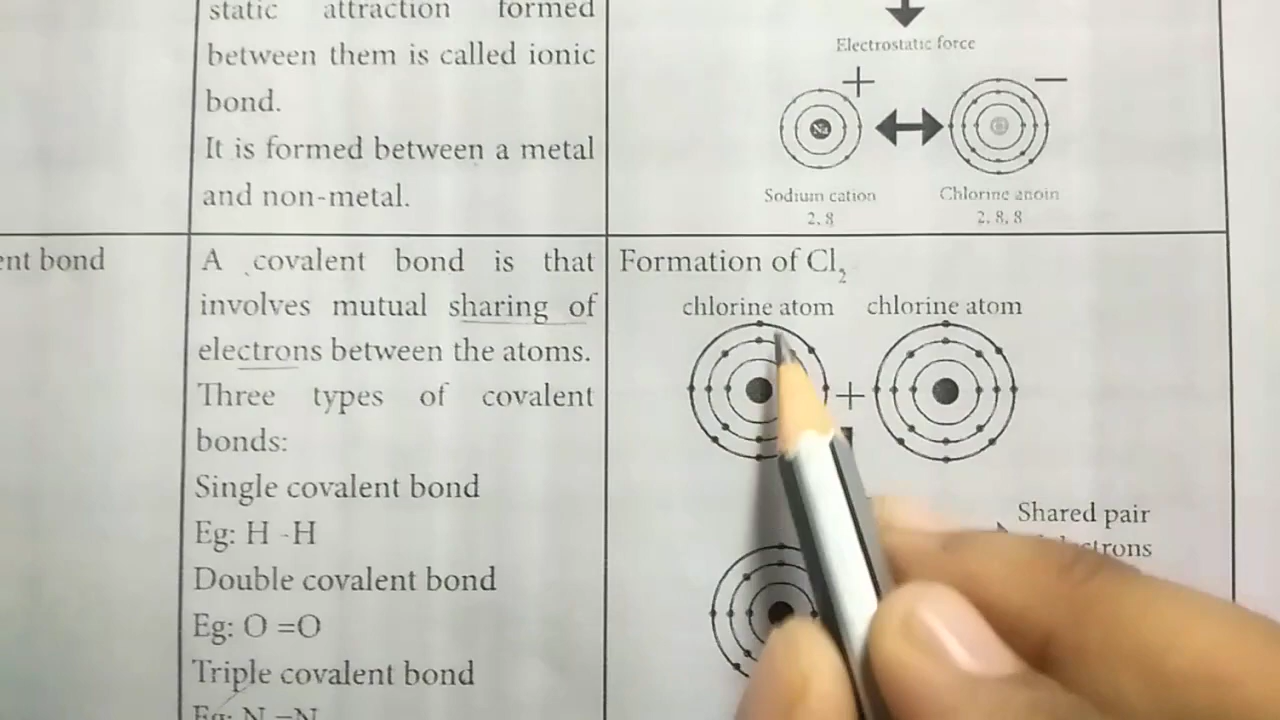 static attraction formed
between them is called ionic
bond.
It is formed between a metal
and non-metal.
Electrostatic force
+
−
Sodium cation
2, 8
Chlorine anoin
2, 8, 8
ent bond
A covalent bond is that
involves mutual sharing of
electrons between the atoms.
Three types of covalent
bonds:
Single covalent bond
Eg: H -H
Double covalent bond
Eg: O =O
Triple covalent bond
Eg: N
Formation of Cl₂
chlorine atom
chlorine atom
+
Shared pair